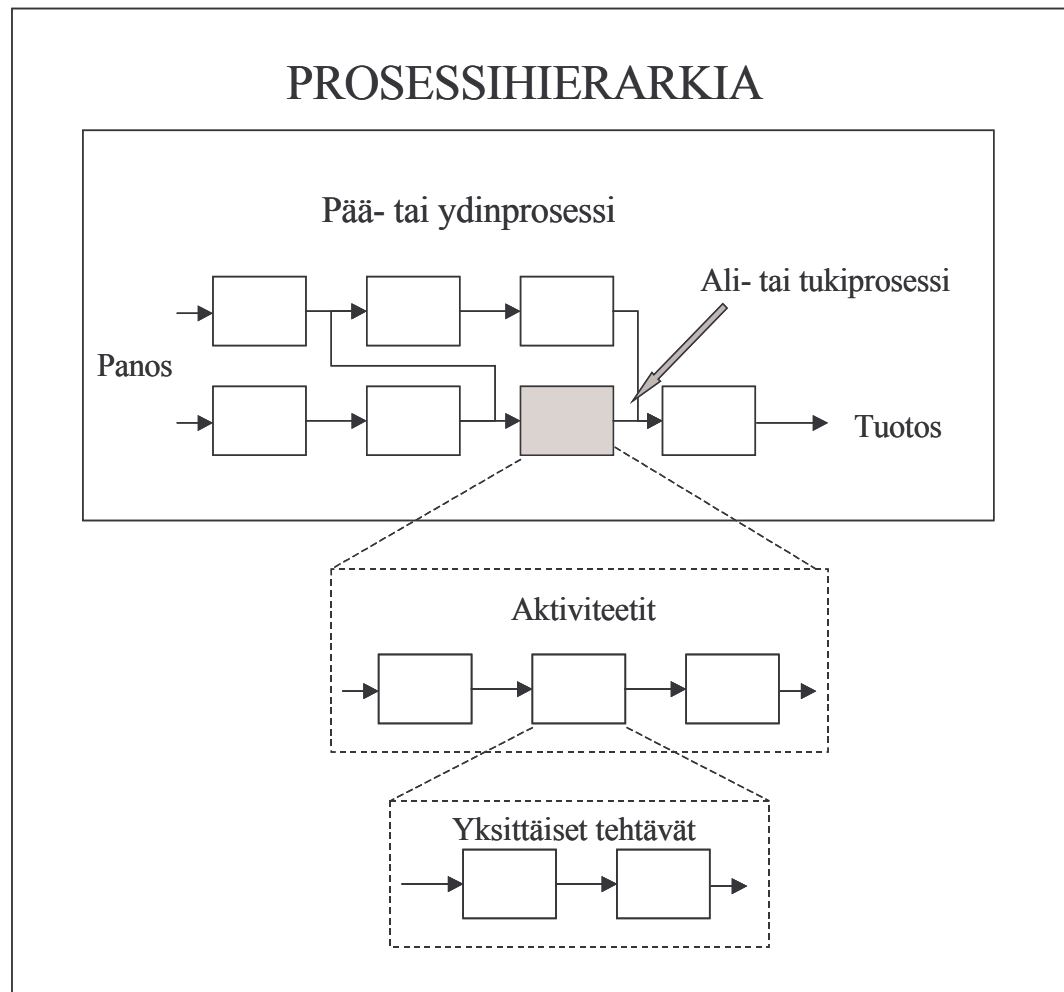 PROSESSIHIERARKIA
Pää- tai ydinprosessi
Ali- tai tukiprosessi
Panos
Tuotos
Aktiviteetit
Yksittäiset tehtävät